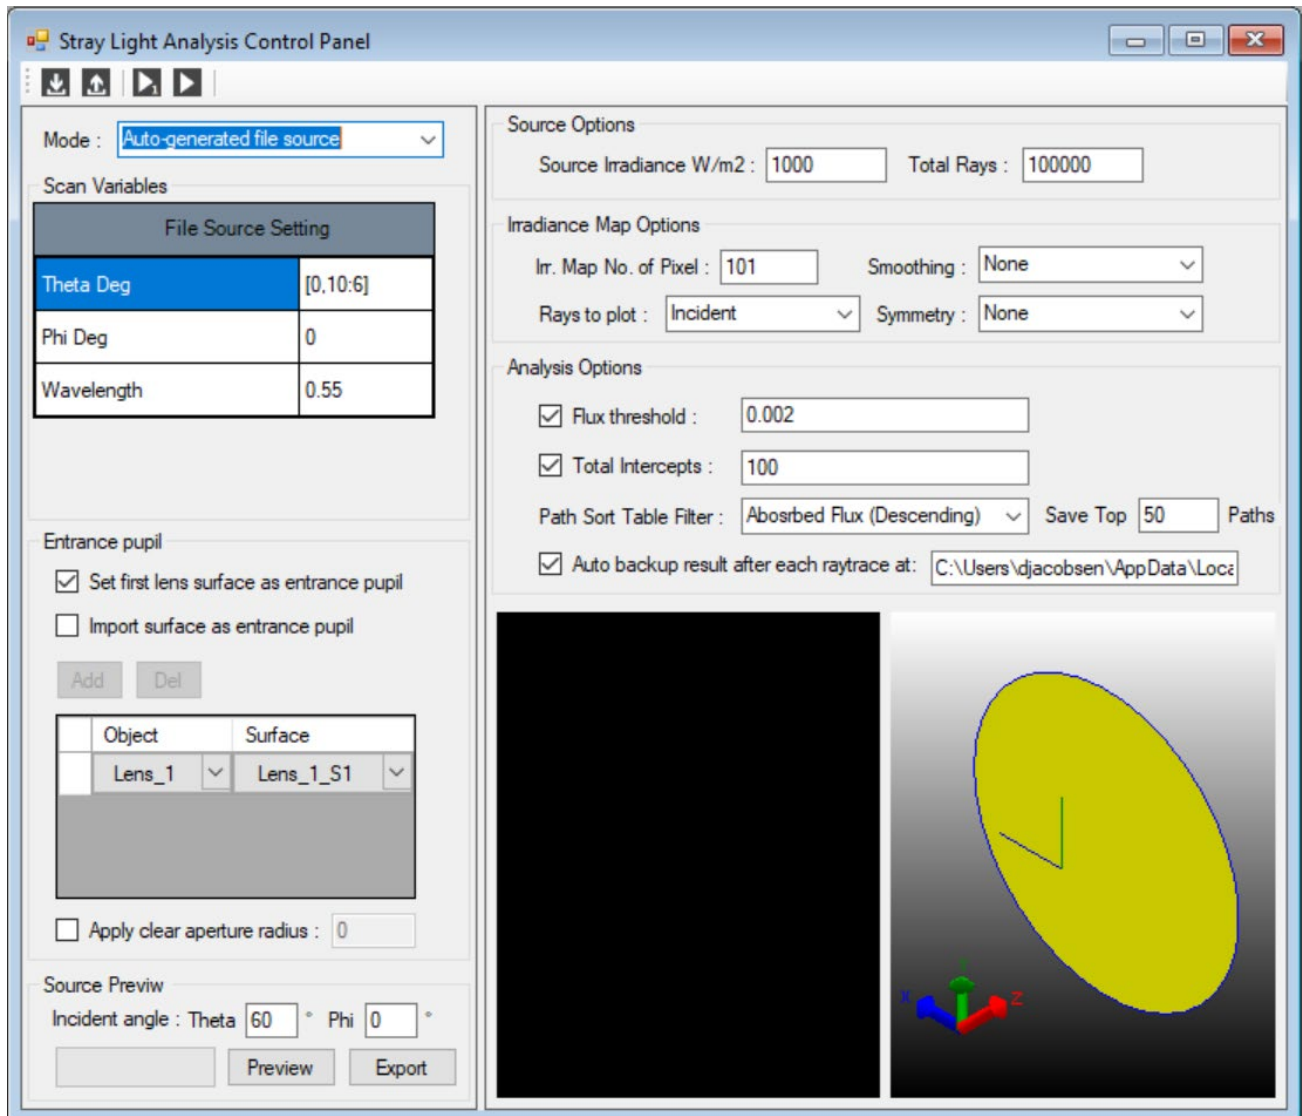 Stray Light Analysis Control Panel
Mode : Auto-generated file source
Scan Variables
File Source Setting
Theta Deg [0,10:6]
Phi Deg 0
Wavelength 0.55
Entrance pupil
Set first lens surface as entrance pupil
Import surface as entrance pupil
Add Del
Object Surface
Lens_1 Lens_1_S1
Apply clear aperture radius : 0
Source Previw
Incident angle : Theta 60 ° Phi 0 °
Preview Export
Source Options
Source Irradiance W/m2 : 1000 Total Rays : 100000
Irradiance Map Options
Irr. Map No. of Pixel : 101 Smoothing : None
Rays to plot : Incident Symmetry : None
Analysis Options
Flux threshold : 0.002
Total Intercepts : 100
Path Sort Table Filter : Abosrbed Flux (Descending) Save Top 50 Paths
Auto backup result after each raytrace at: C:\Users\djacobsen\AppData\Loca
X Z